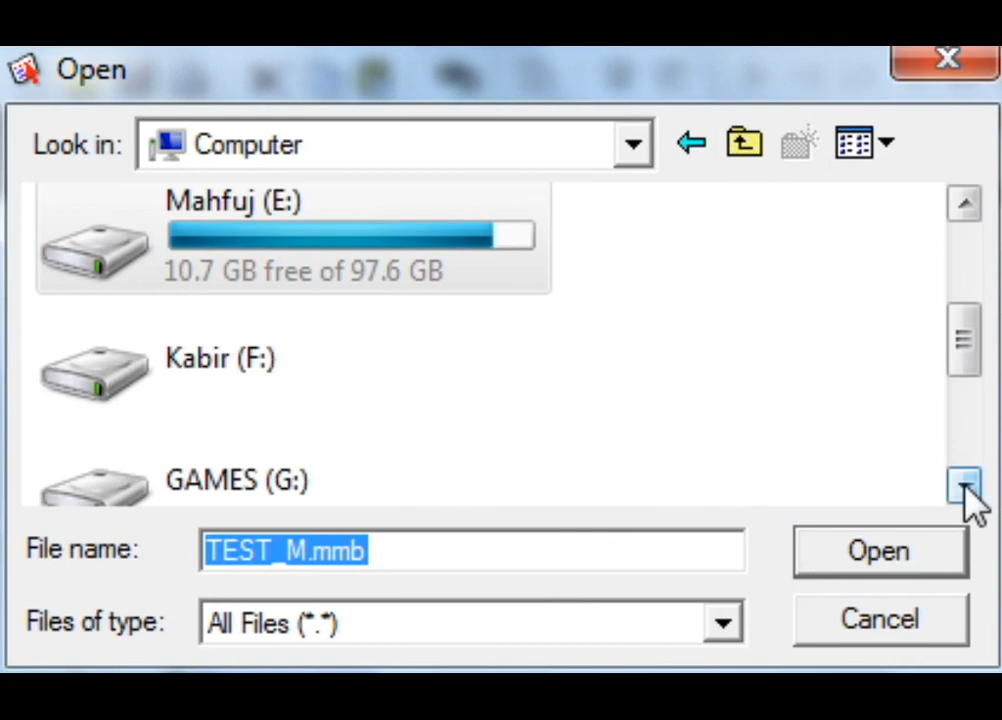 Open
Look in: Computer
Mahfuj (E:)
10.7 GB free of 97.6 GB
Kabir (F:)
GAMES (G:)
File name: TEST_M.mmb Open
Files of type: All Files (*.*) Cancel